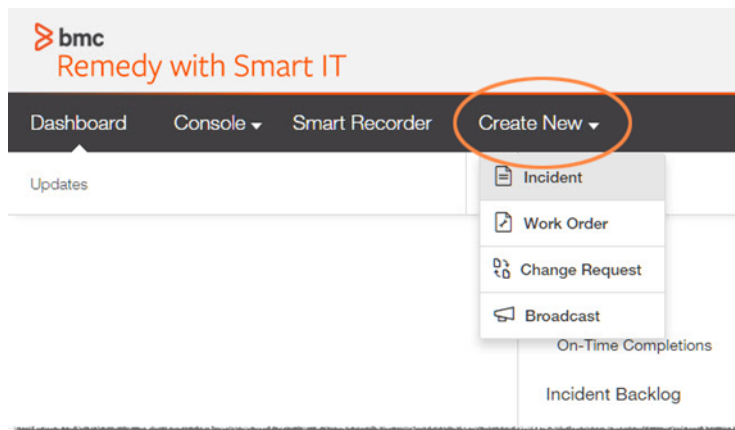 bmc
Remedy with Smart IT
Dashboard Console Smart Recorder Create New
Updates
Incident
Work Order
Change Request
Broadcast
On-Time Completions
Incident Backlog